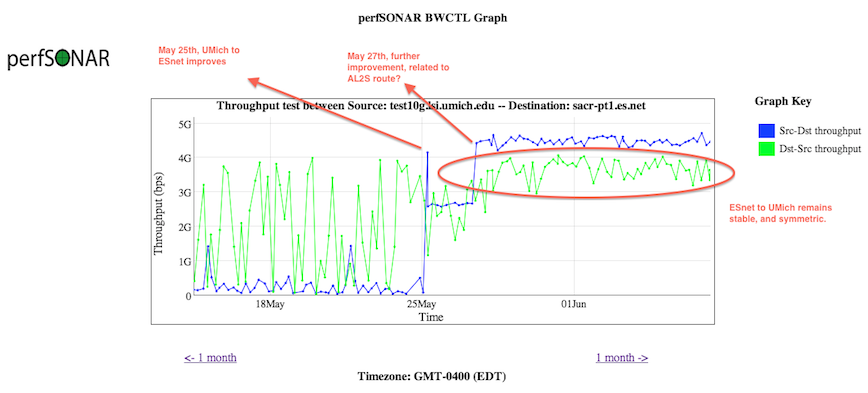 perfSONAR BWCTL Graph
perfSONAR
May 25th, UMich to
ESnet improves
May 27th, further
improvement, related to
AL2S route?
Throughput test between Source: test10g.si.umich.edu -- Destination: sacr-pt1.es.net
Graph Key
Src-Dst throughput
Dst-Src throughput
5G
4G
3G
2G
1G
0
Throughput (bps)
ESnet to UMich remains
stable, and symmetric.
18May
25May
01Jun
Time
<- 1 month
1 month ->
Timezone: GMT-0400 (EDT)